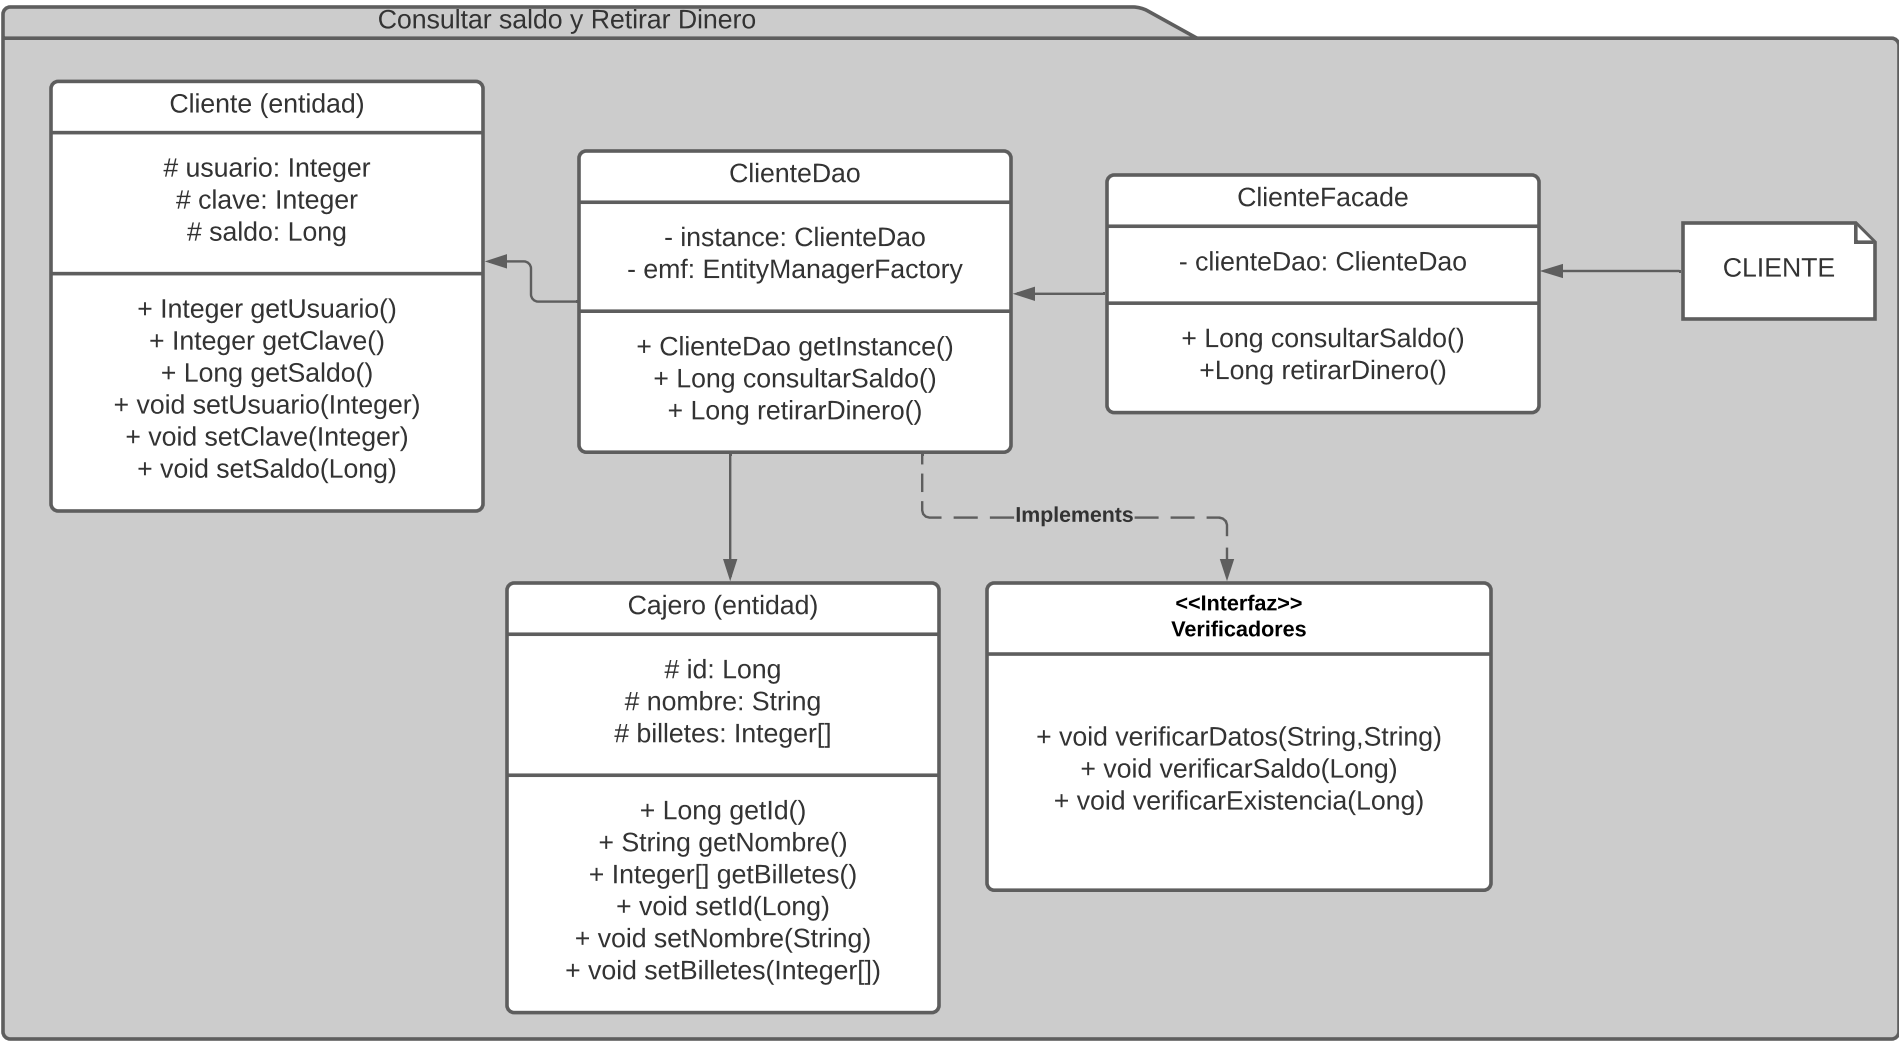 Consultar saldo y Retirar Dinero
Cliente (entidad)
# usuario: Integer
# clave: Integer
# saldo: Long
+ Integer getUsuario()
+ Integer getClave()
+ Long getSaldo()
+ void setUsuario(Integer)
+ void setClave(Integer)
+ void setSaldo(Long)
ClienteDao
- instance: ClienteDao
- emf: EntityManagerFactory
+ ClienteDao getInstance()
+ Long consultarSaldo()
+ Long retirarDinero()
ClienteFacade
- clienteDao: ClienteDao
+ Long consultarSaldo()
+Long retirarDinero()
CLIENTE
Implements
Cajero (entidad)
# id: Long
# nombre: String
# billetes: Integer[]
+ Long getId()
+ String getNombre()
+ Integer[] getBilletes()
+ void setId(Long)
+ void setNombre(String)
+ void setBilletes(Integer[])
<<Interfaz>>
Verificadores
+ void verificarDatos(String,String)
+ void verificarSaldo(Long)
+ void verificarExistencia(Long)